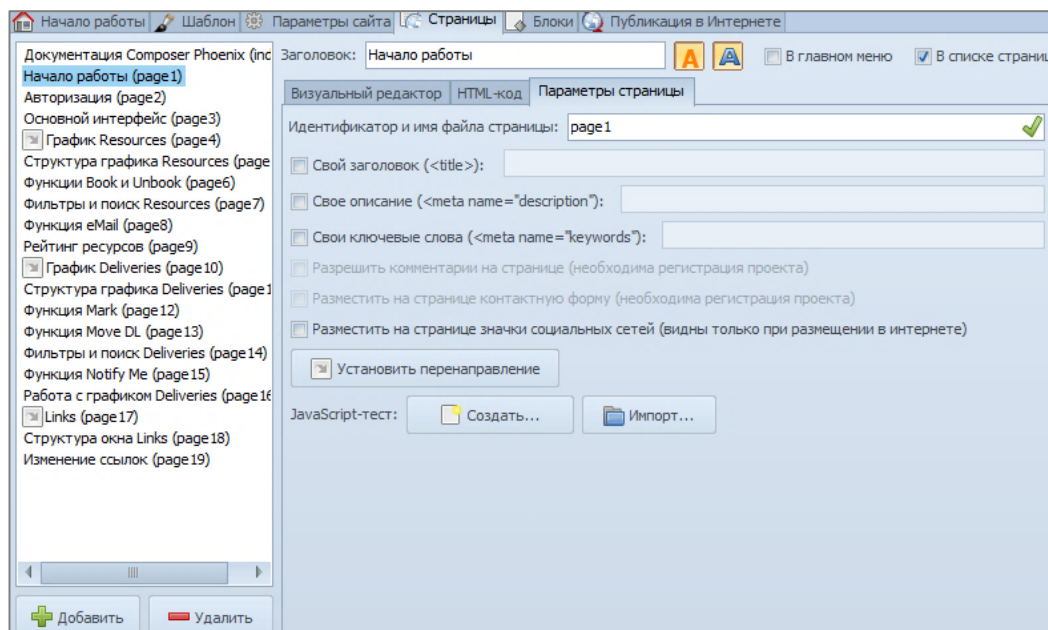 Начало работы Шаблон Параметры сайта Страницы Блоки Публикация в Интернете
Заголовок: Начало работы A A В главном меню В списке страниц
Документация Composer Phoenix (ind
Начало работы (page1)
Авторизация (page2)
Основной интерфейс (page3)
График Resources (page4)
Структура графика Resources (page
Функции Book и Unbook (page6)
Фильтры и поиск Resources (page7)
Функция eMail (page8)
Рейтинг ресурсов (page9)
График Deliveries (page10)
Структура графика Deliveries (page1
Функция Mark (page12)
Функция Move DL (page13)
Фильтры и поиск Deliveries (page14)
Функция Notify Me (page15)
Работа с графиком Deliveries (page16
Links (page17)
Структура окна Links (page18)
Изменение ссылок (page19)
Добавить Удалить
Визуальный редактор HTML-код Параметры страницы
Идентификатор и имя файла страницы: page1
Свой заголовок (<title>):
Свое описание (<meta name="description"):
Свои ключевые слова (<meta name="keywords"):
Разрешить комментарии на странице (необходима регистрация проекта)
Разместить на странице контактную форму (необходима регистрация проекта)
Разместить на странице значки социальных сетей (видны только при размещении в интернете)
Установить перенаправление
JavaScript-тест: Создать... Импорт...